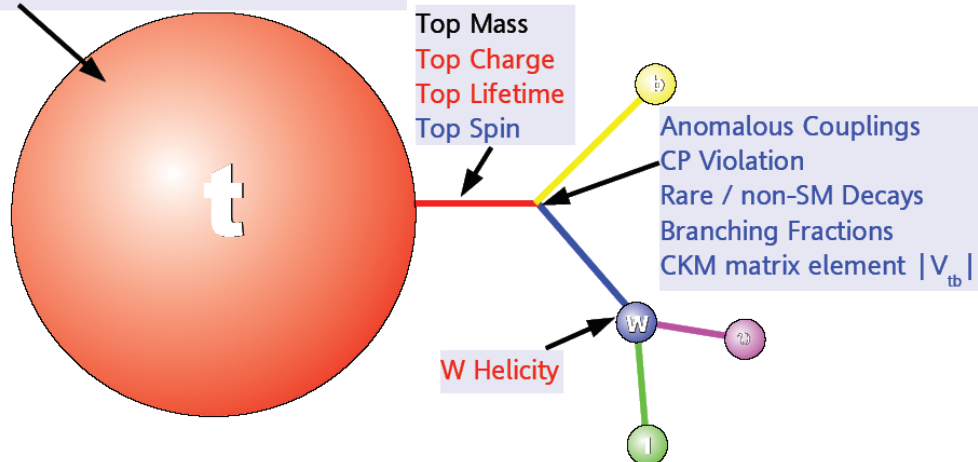 Top Mass
Top Charge
Top Lifetime
Top Spin
t
b
Anomalous Couplings
CP Violation
Rare / non-SM Decays
Branching Fractions
CKM matrix element |V_tb|
W
W Helicity
l